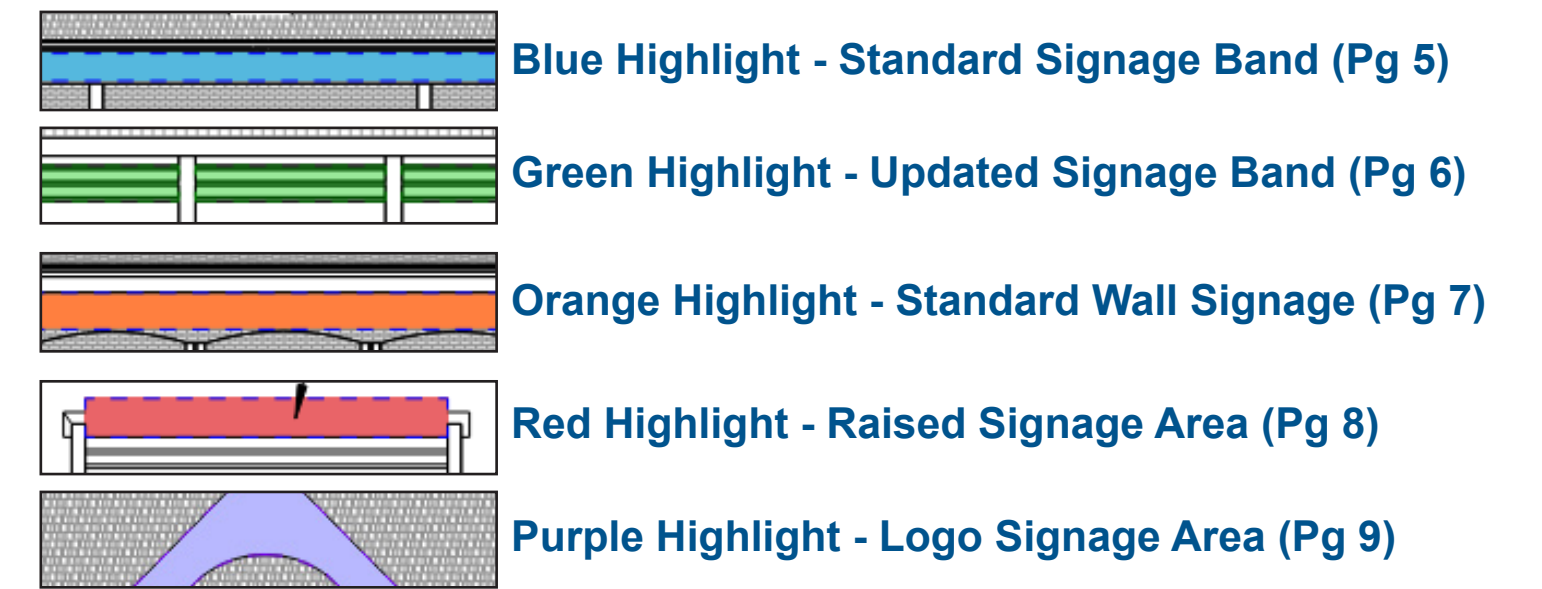 Blue Highlight - Standard Signage Band (Pg 5)
Green Highlight - Updated Signage Band (Pg 6)
Orange Highlight - Standard Wall Signage (Pg 7)
Red Highlight - Raised Signage Area (Pg 8)
Purple Highlight - Logo Signage Area (Pg 9)